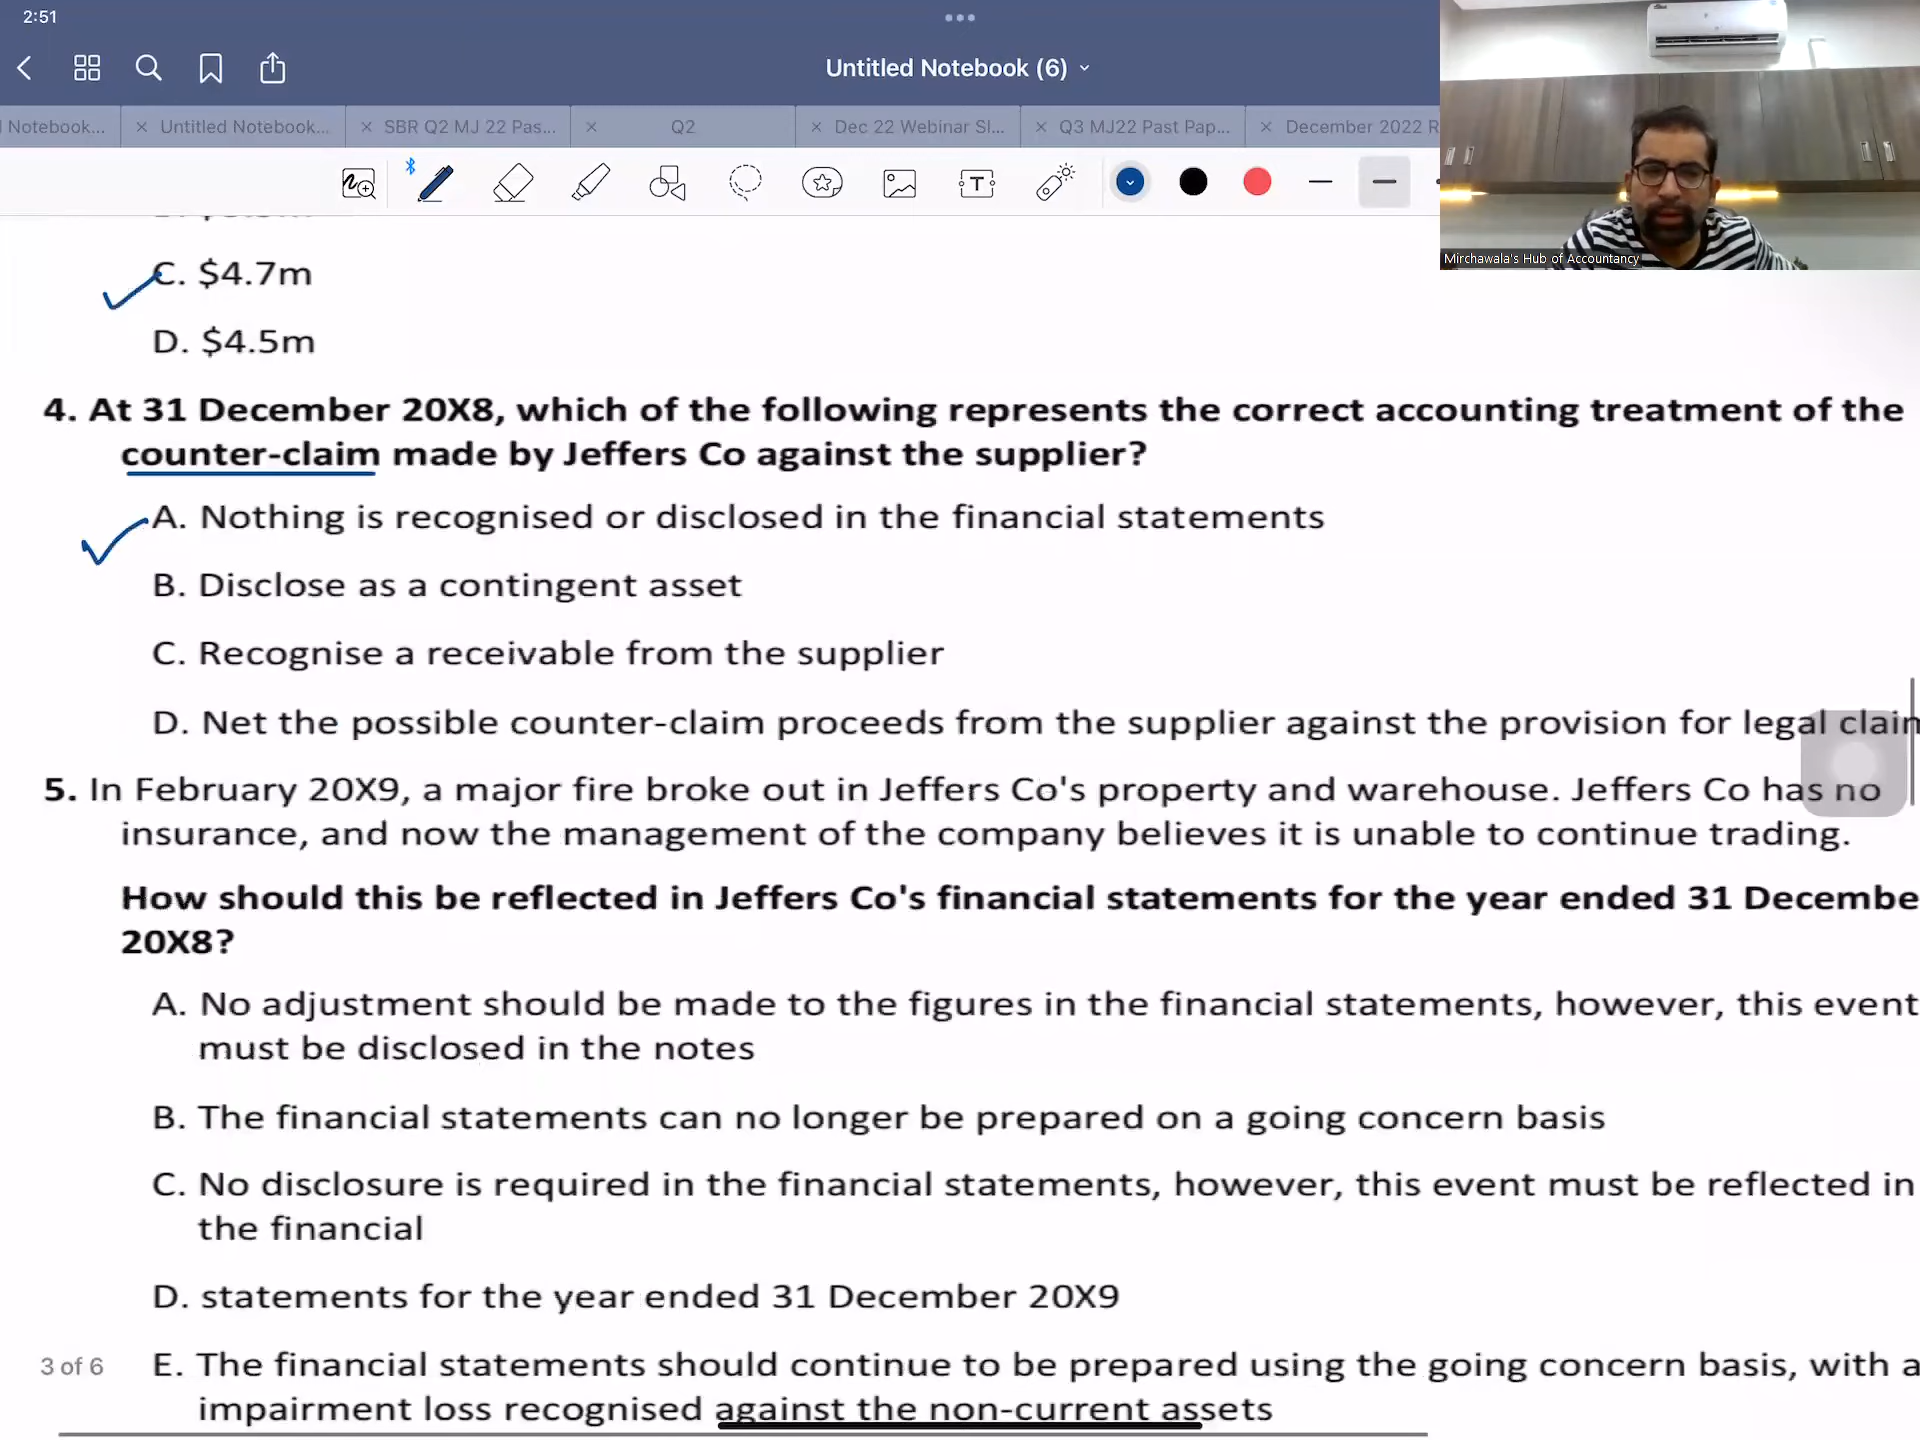 2:51
Untitled Notebook (6)
l Notebook...
Untitled Notebook...
SBR Q2 MJ 22 Pas...
Q2
Dec 22 Webinar Sl...
Q3 MJ22 Past Pap...
December 2022 R
Mirchawala's Hub of Accountancy
C. $4.7m
D. $4.5m
4. At 31 December 20X8, which of the following represents the correct accounting treatment of the
counter-claim made by Jeffers Co against the supplier?
A. Nothing is recognised or disclosed in the financial statements
B. Disclose as a contingent asset
C. Recognise a receivable from the supplier
D. Net the possible counter-claim proceeds from the supplier against the provision for legal claim
5. In February 20X9, a major fire broke out in Jeffers Co's property and warehouse. Jeffers Co has no
insurance, and now the management of the company believes it is unable to continue trading.
How should this be reflected in Jeffers Co's financial statements for the year ended 31 Decembe
20X8?
A. No adjustment should be made to the figures in the financial statements, however, this event
must be disclosed in the notes
B. The financial statements can no longer be prepared on a going concern basis
C. No disclosure is required in the financial statements, however, this event must be reflected in
the financial
D. statements for the year ended 31 December 20X9
3 of 6
E. The financial statements should continue to be prepared using the going concern basis, with a
impairment loss recognised against the non-current assets